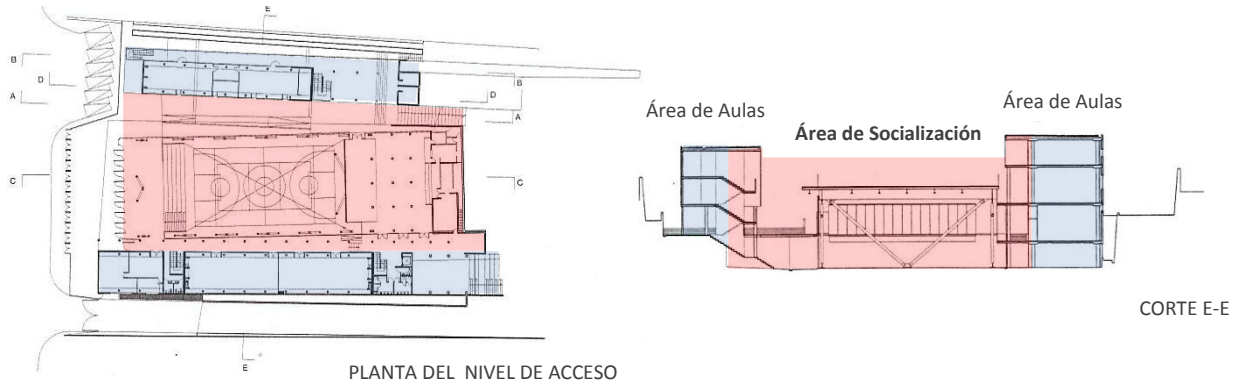 E
B
D
A
C
B
D
A
C
E
PLANTA DEL NIVEL DE ACCESO
Área de Aulas
Área de Socialización
Área de Aulas
CORTE E-E